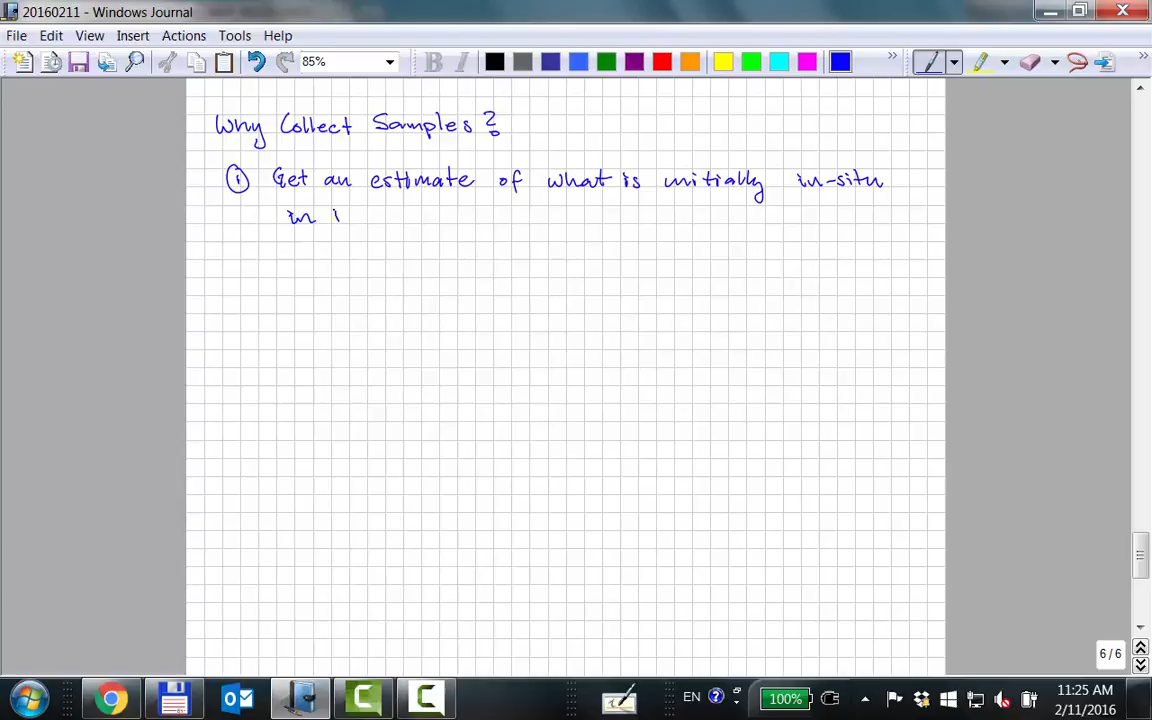 20160211 - Windows Journal
File Edit View Insert Actions Tools Help
85%
B I
Why Collect Samples?
① Get an estimate of what is initially in-situ
in
6 / 6
EN
100%
11:25 AM
2/11/2016